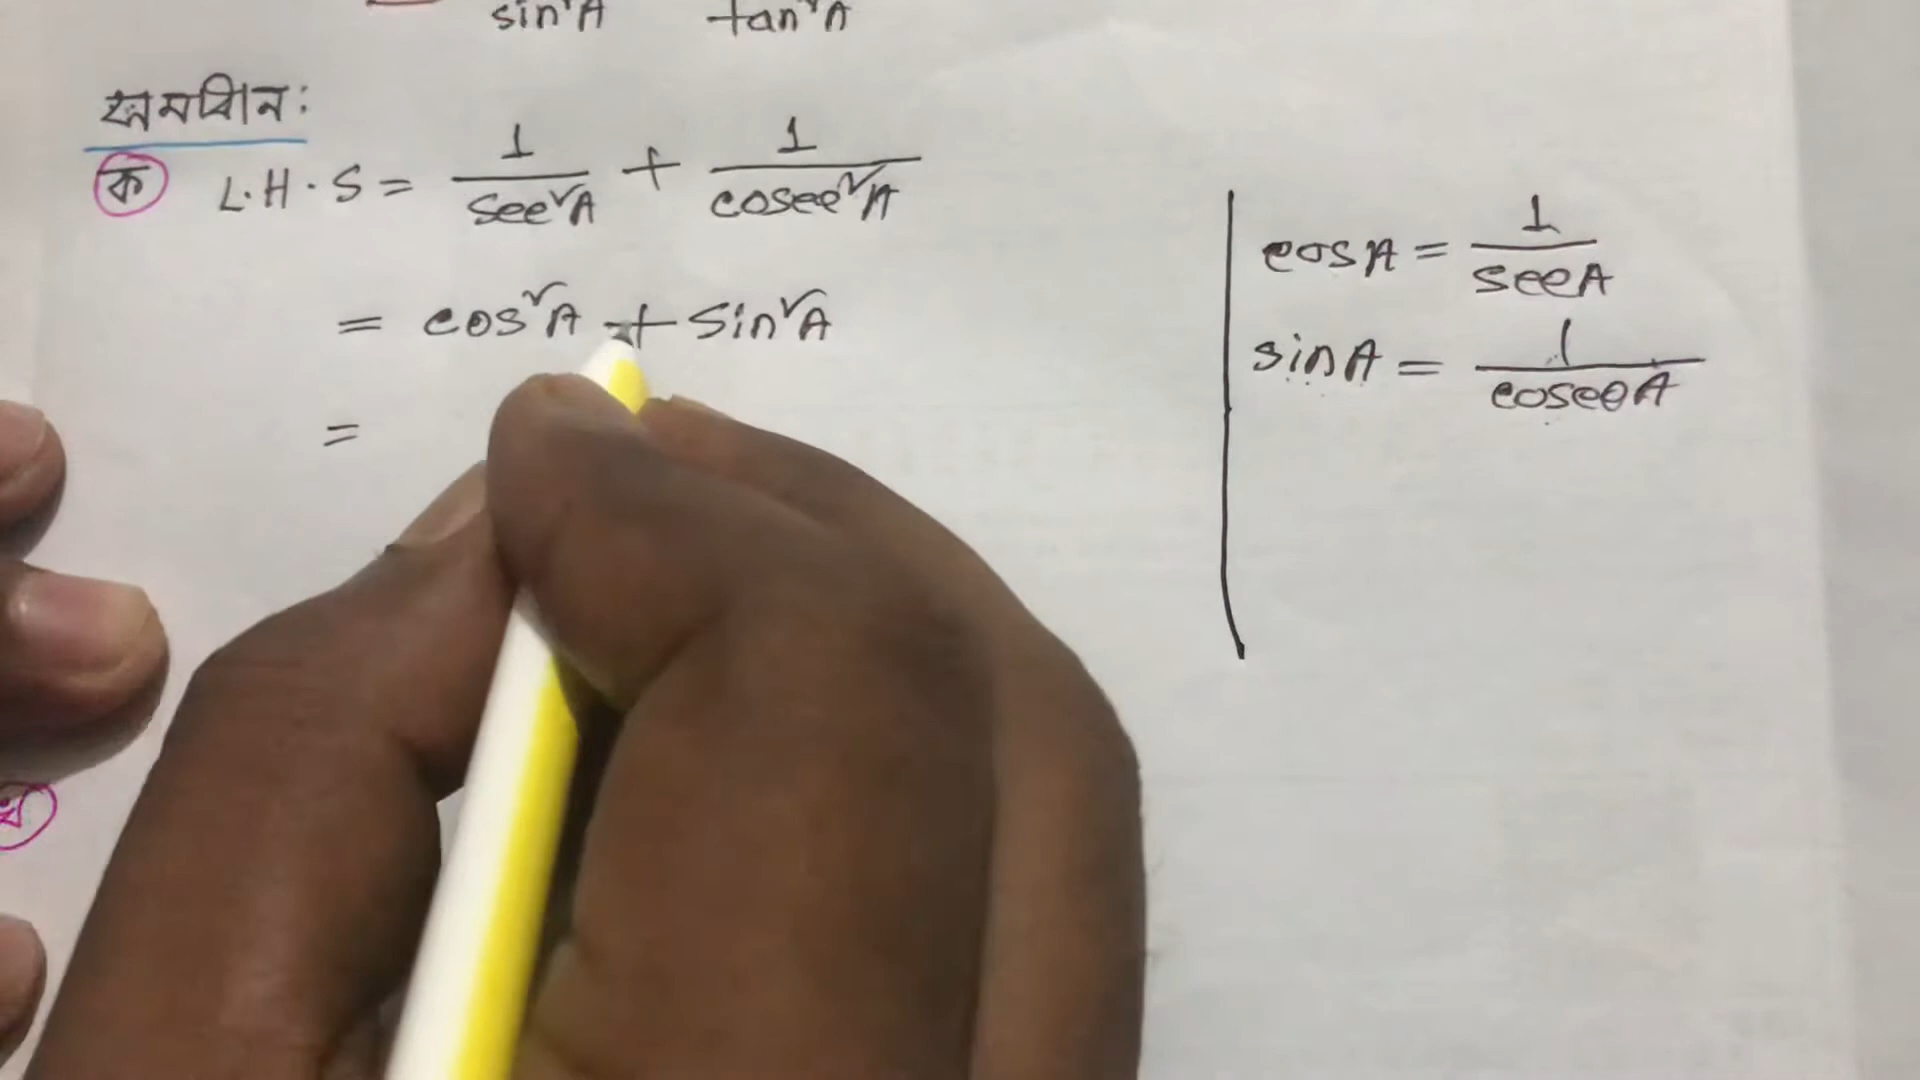 sin²A tan²A
সমাধান:
ক L.H.S = 1/sec²A + 1/cosec²A
= cos²A + sin²A
=
cosA = 1/secA
sinA = 1/cosecA